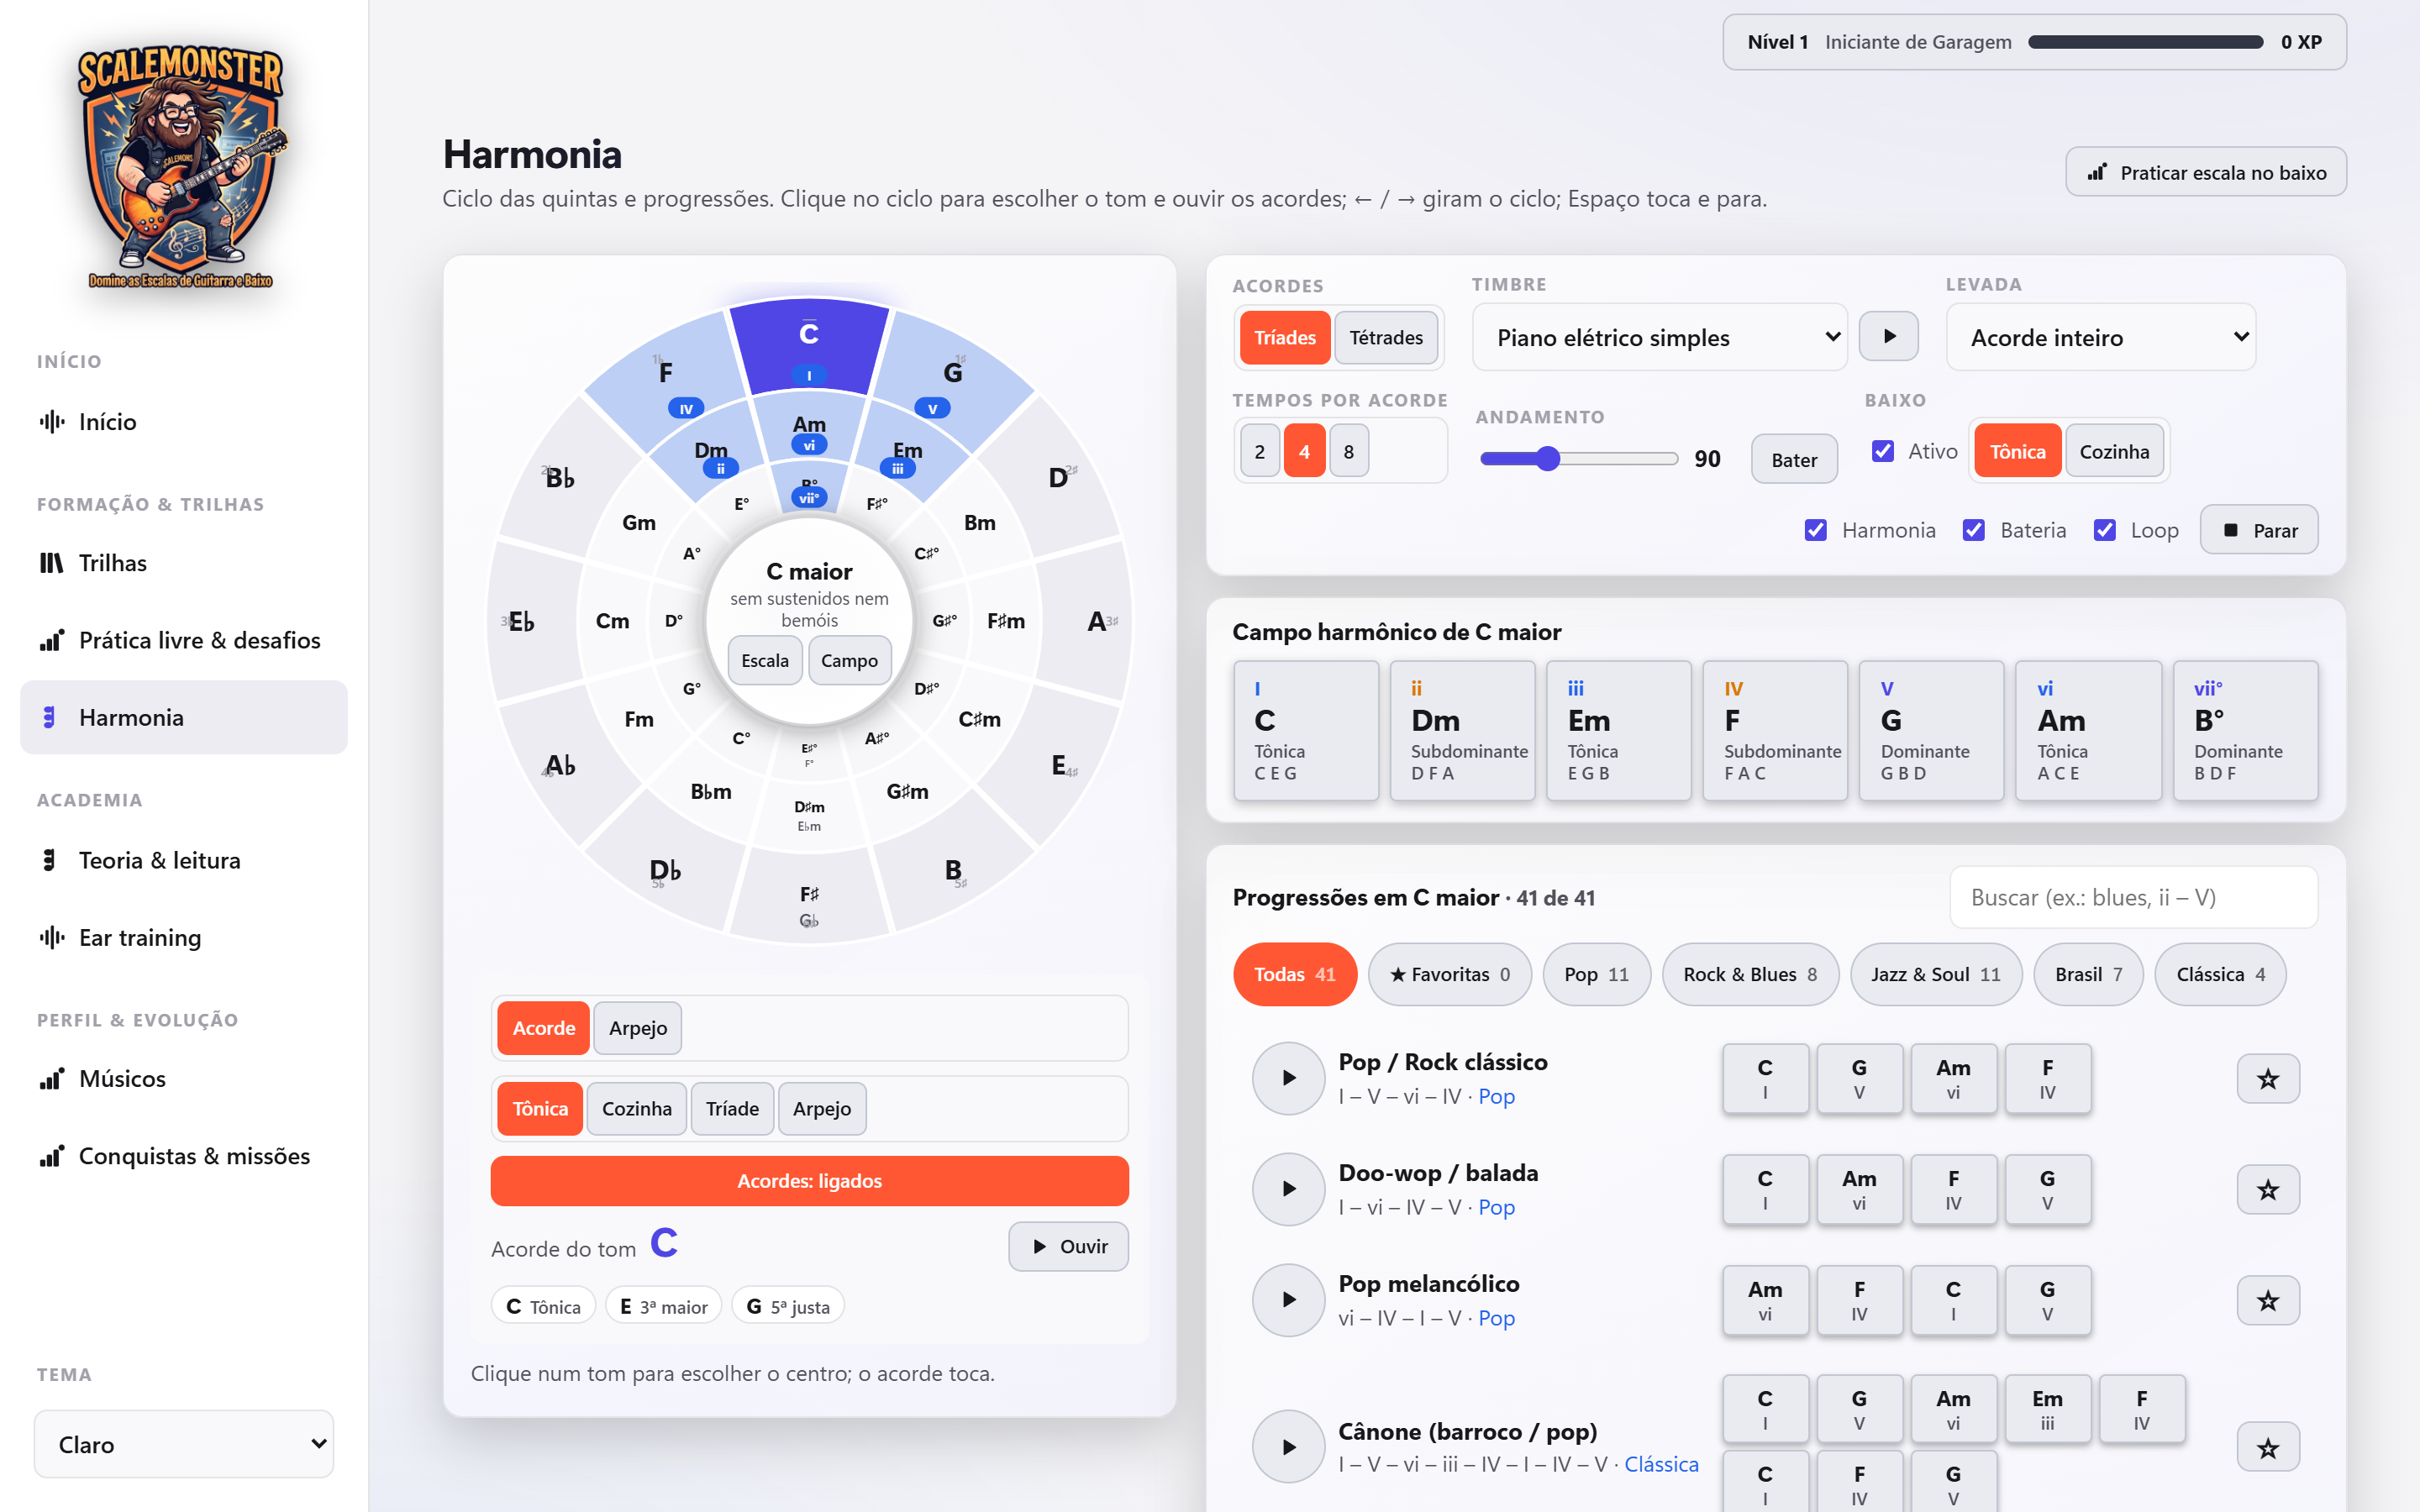 SCALEMONSTER
SCALEMONS
Domine as Escalas de Guitarra e Baixo
INÍCIO
Início
FORMAÇÃO & TRILHAS
Trilhas
Prática livre & desafios
Harmonia
ACADEMIA
Teoria & leitura
Ear training
PERFIL & EVOLUÇÃO
Músicos
Conquistas & missões
TEMA
Claro
Nível 1 Iniciante de Garagem 0 XP
Harmonia
Ciclo das quintas e progressões. Clique no ciclo para escolher o tom e ouvir os acordes; ← / → giram o ciclo; Espaço toca e para.
Praticar escala no baixo
C
I
1♭
F
IV
1♯
G
V
Am
vi
Dm
ii
Em
iii
vii°
B♭
D 2♯
E°
F♯°
Gm
Bm
A°
C♯°
E♭
Cm
D°
G♯°
F♯m
A 3♯
C maior
sem sustenidos nem
bemóis
Escala Campo
G°
D♯°
Fm
C♯m
A♭
E 4♯
C°
E♯°
F°
A♯°
B♭m
D♯m
E♭m
G♯m
D♭
5♭
F♯
G♭
B
5♯
Acorde Arpejo
Tônica Cozinha Tríade Arpejo
Acordes: ligados
Acorde do tom C
Ouvir
C Tônica E 3ª maior G 5ª justa
Clique num tom para escolher o centro; o acorde toca.
ACORDES
Tríades Tétrades
TIMBRE
Piano elétrico simples
LEVADA
Acorde inteiro
TEMPOS POR ACORDE
2 4 8
ANDAMENTO
90
Bater
BAIXO
Ativo
Tônica Cozinha
Harmonia Bateria Loop Parar
Campo harmônico de C maior
I
C
Tônica
C E G
ii
Dm
Subdominante
D F A
iii
Em
Tônica
E G B
IV
F
Subdominante
F A C
V
G
Dominante
G B D
vi
Am
Tônica
A C E
vii°
B°
Dominante
B D F
Progressões em C maior · 41 de 41
Buscar (ex.: blues, ii – V)
Todas 41 ★ Favoritas 0 Pop 11 Rock & Blues 8 Jazz & Soul 11 Brasil 7 Clássica 4
Pop / Rock clássico
I – V – vi – IV · Pop
C G Am F
I V vi IV
Doo-wop / balada
I – vi – IV – V · Pop
C Am F G
I vi IV V
Pop melancólico
vi – IV – I – V · Pop
Am F C G
vi IV I V
Cânone (barroco / pop)
I – V – vi – iii – IV – I – IV – V · Clássica
C G Am Em F
I V vi iii IV
C F G
I IV V